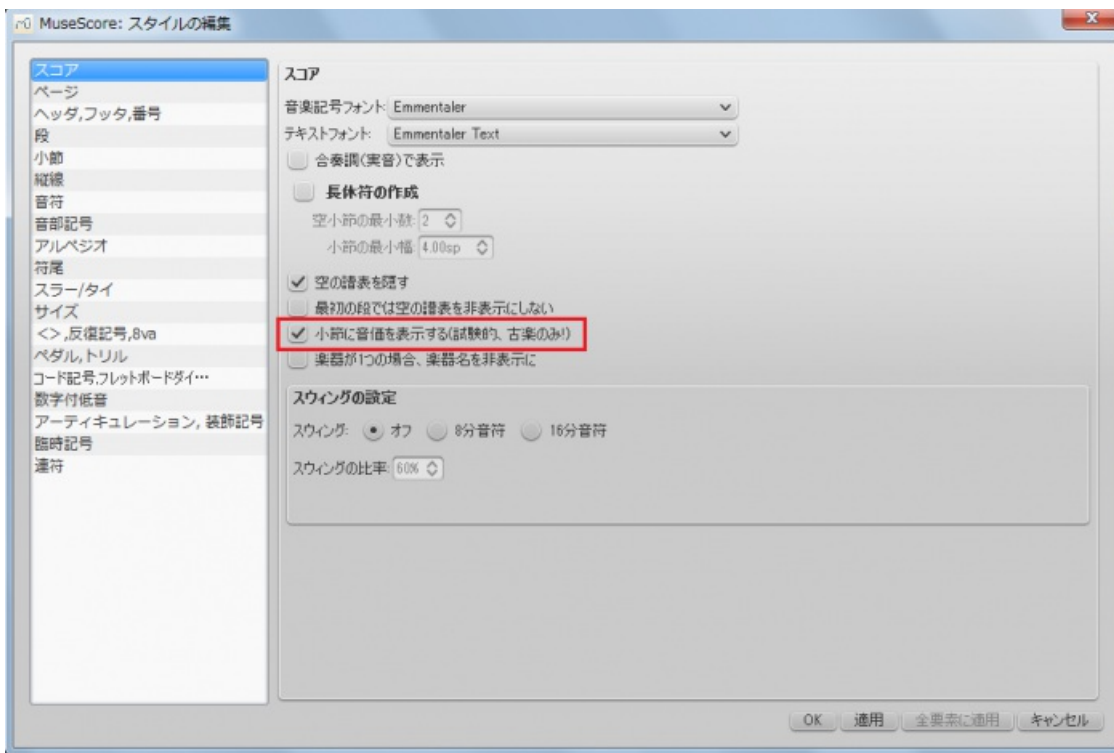 MuseScore: スタイルの編集
スコア
ページ
ヘッダ,フッタ,番号
段
小節
縦線
音符
音部記号
アルペジオ
符尾
スラー/タイ
サイズ
<>,反復記号,8va
ペダル,トリル
コード記号,フレットボードダイ…
数字付低音
アーティキュレーション, 装飾記号
臨時記号
連符
スコア
音楽記号フォント: Emmentaler
テキストフォント: Emmentaler Text
合奏調(実音)で表示
長休符の作成
空小節の最小数: 2
小節の最小幅: 4.00sp
空の譜表を隠す
最初の段では空の譜表を非表示にしない
小節に音価を表示する(試験的、古楽のみ!)
楽器が1つの場合、楽器名を非表示に
スウィングの設定
スウィング: オフ 8分音符 16分音符
スウィングの比率: 60%
OK 適用 全要素に適用 キャンセル